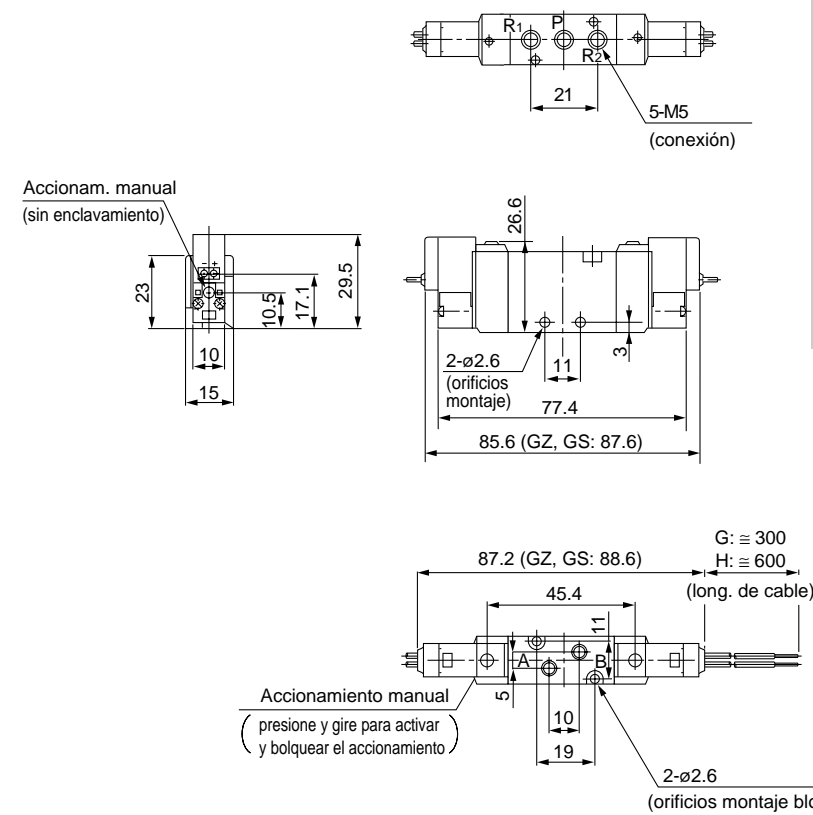 R1
P
R2
21
5-M5
(conexión)
Accionam. manual
(sin enclavamiento)
- +
23
10.5
17.1
29.5
10
15
26.6
2-ø2.6
(orificios
montaje)
11
3
77.4
85.6 (GZ, GS: 87.6)
G: ≅ 300
H: ≅ 600
(long. de cable)
87.2 (GZ, GS: 88.6)
45.4
11
A
B
5
10
19
Accionamiento manual
(presione y gire para activar
y bolquear el accionamiento)
2-ø2.6
(orificios montaje